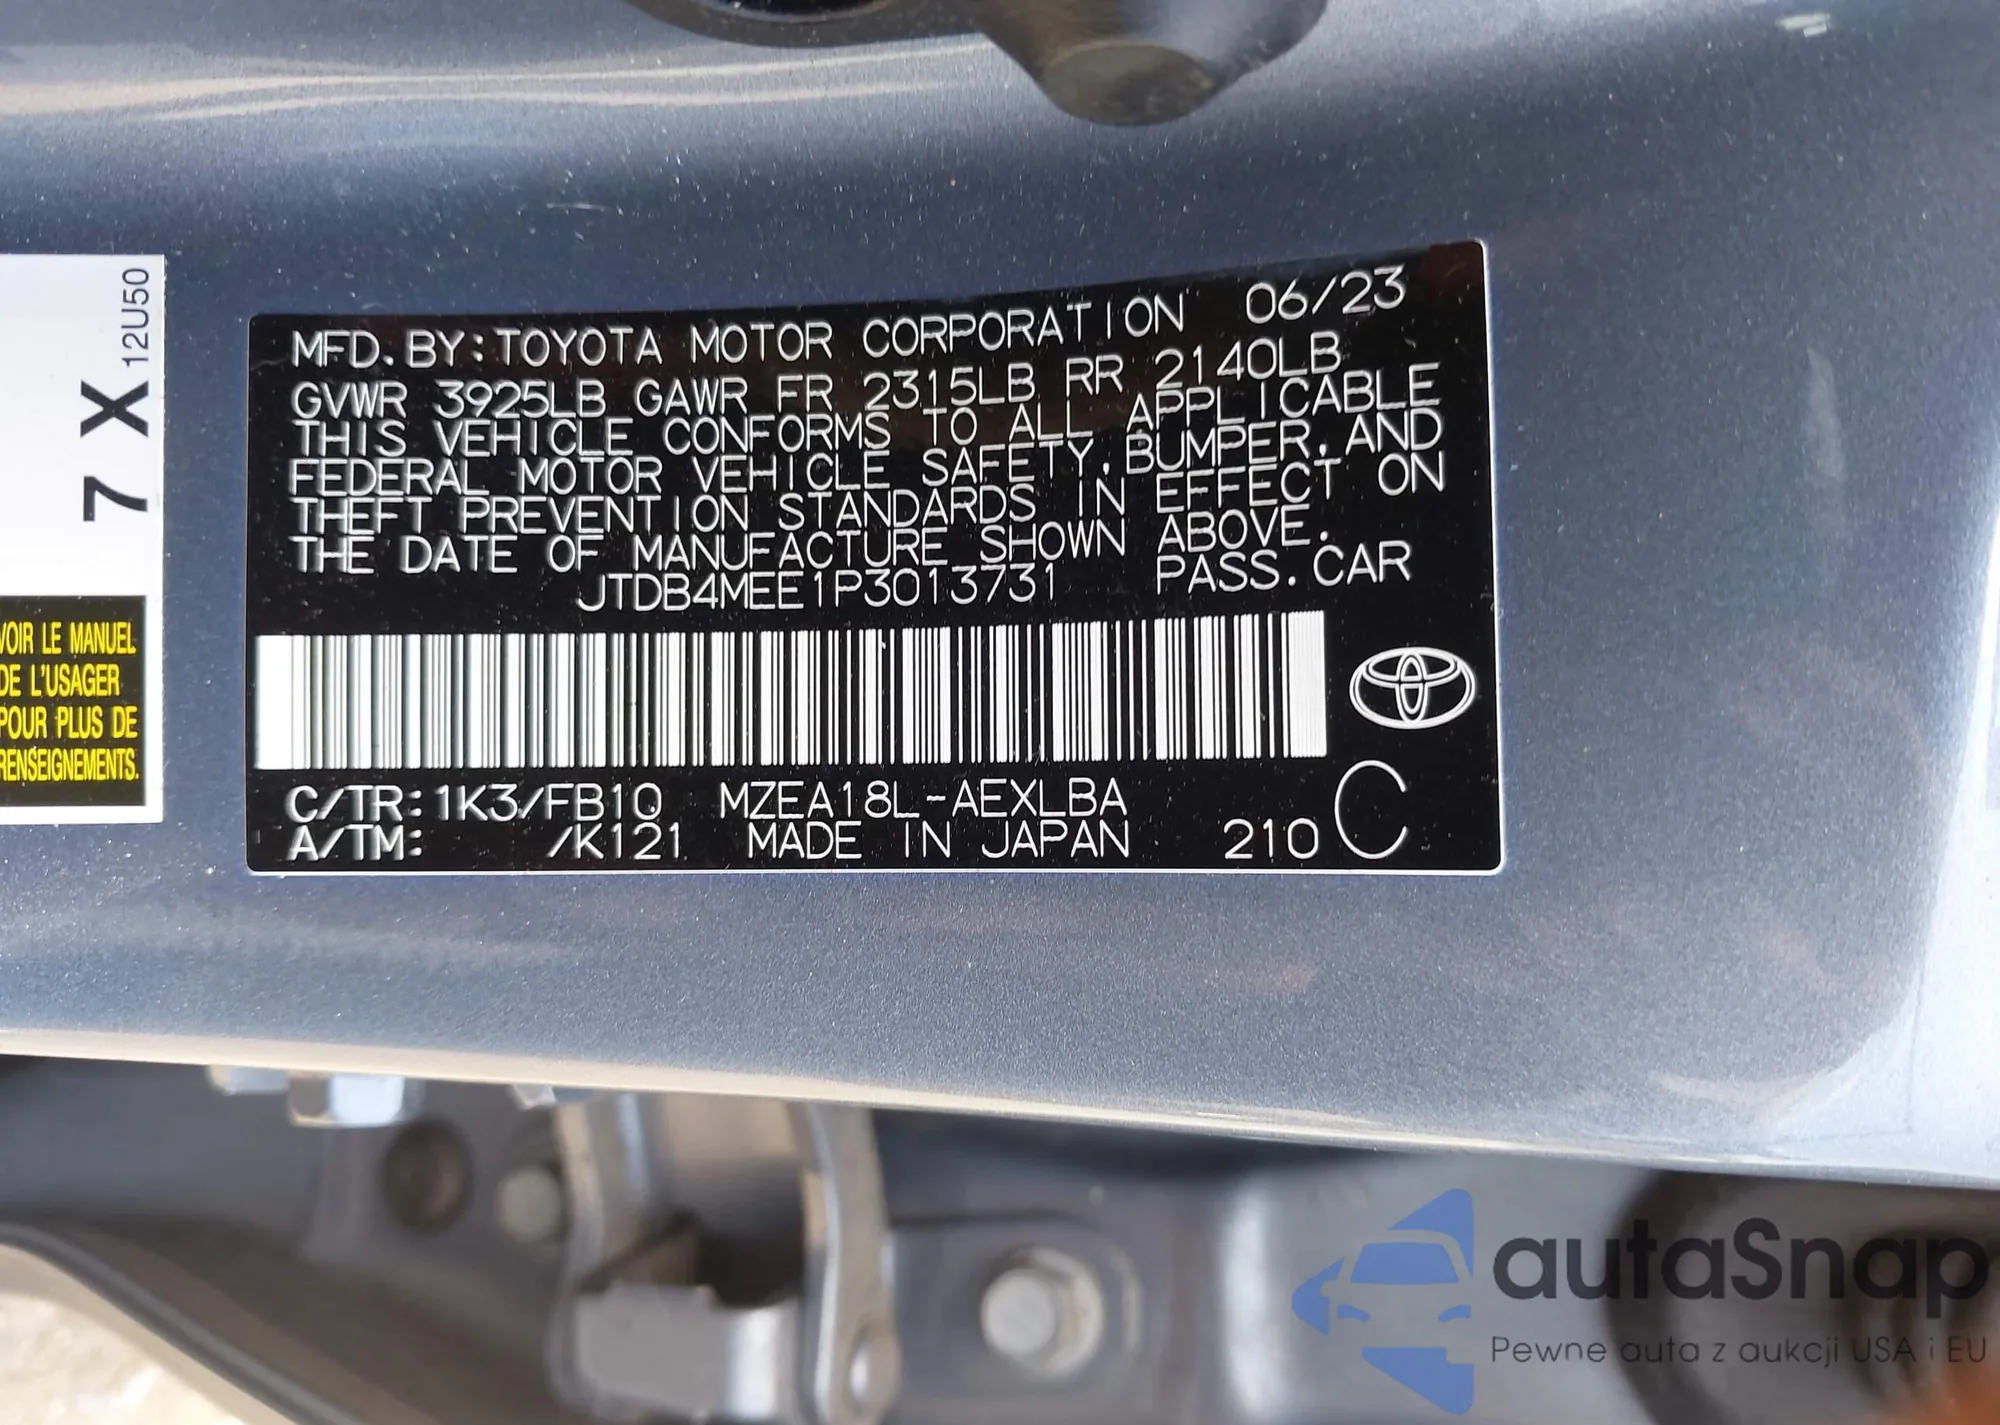 MFD.BY:TOYOTA MOTOR CORPORATION 06/23
GVWR 3925LB GAWR FR 2315LB RR 2140LB
THIS VEHICLE CONFORMS TO ALL APPLICABLE
FEDERAL MOTOR VEHICLE SAFETY,BUMPER,AND
THEFT PREVENTION STANDARDS IN EFFECT ON
THE DATE OF MANUFACTURE SHOWN ABOVE.
JTDB4MEE1P3013731 PASS.CAR
C/TR:1K3/FB10 MZEA18L-AEXLBA
A/TM: /K121 MADE IN JAPAN 210 C
7 X 12U50
VOIR LE MANUEL
DE L'USAGER
POUR PLUS DE
RENSEIGNEMENTS.
autaSnap
Pewne auta z aukcji USA i EU